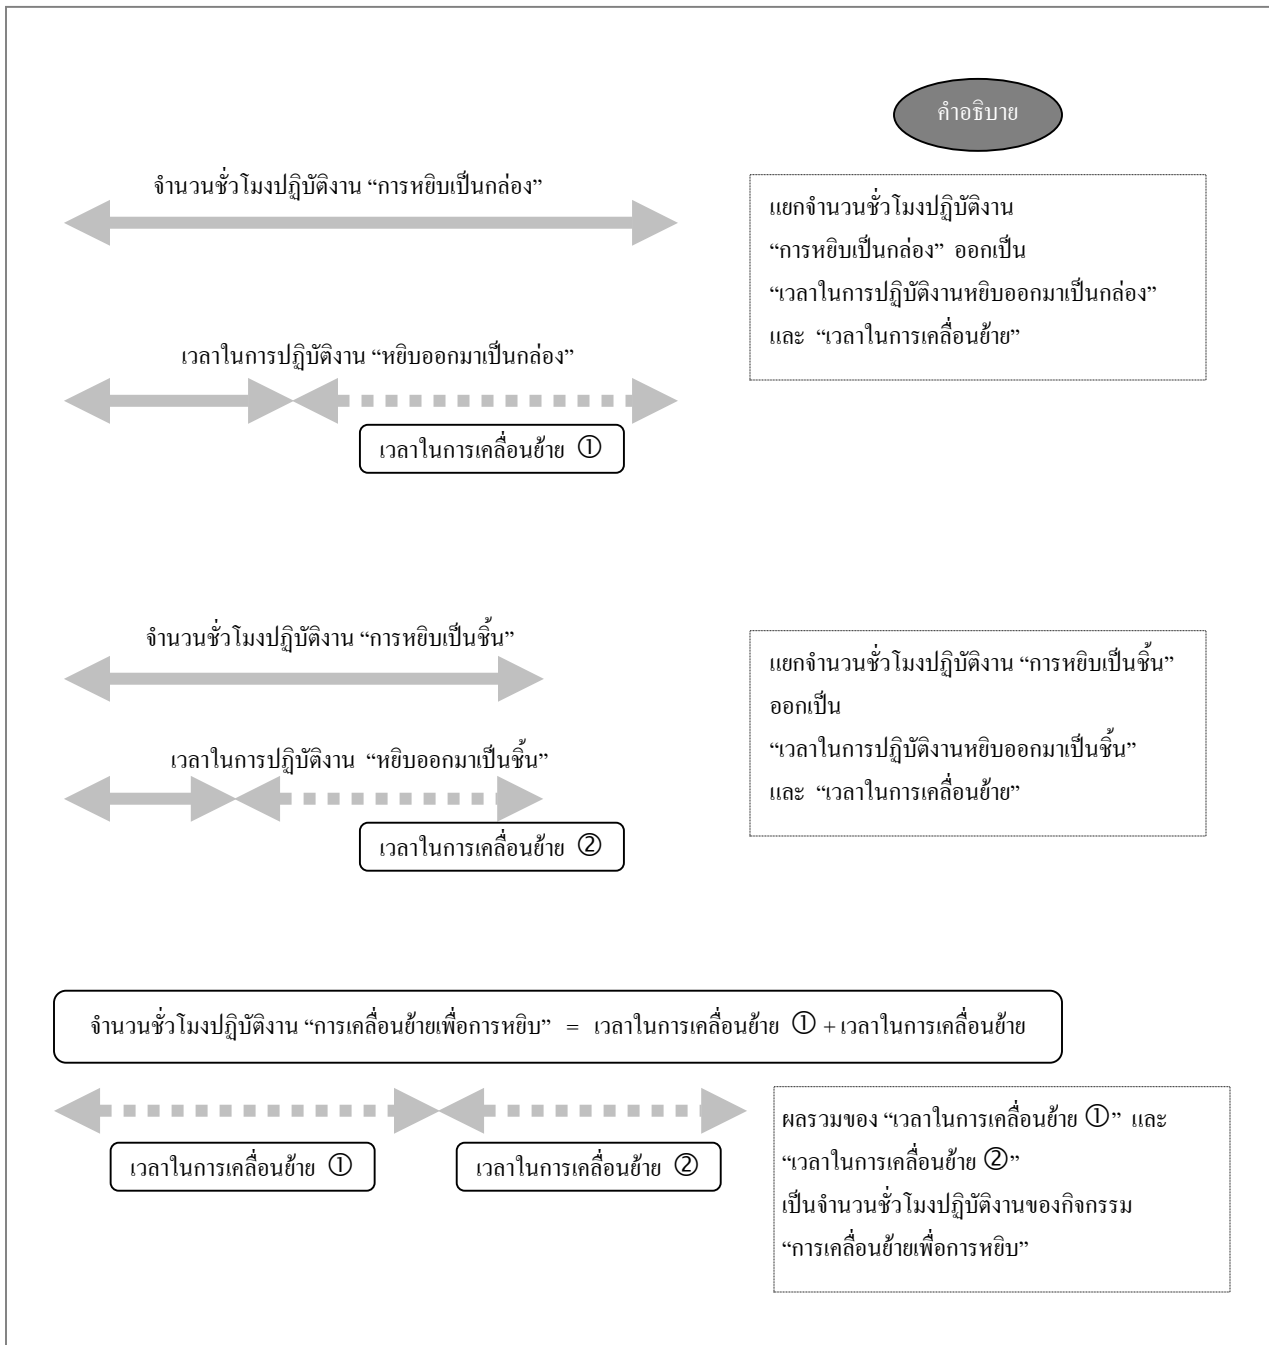 คำอธิบาย
จำนวนชั่วโมงปฏิบัติงาน “การหยิบเป็นกล่อง”
แยกจำนวนชั่วโมงปฏิบัติงาน
“การหยิบเป็นกล่อง” ออกเป็น
“เวลาในการปฏิบัติงานหยิบออกมาเป็นกล่อง”
และ “เวลาในการเคลื่อนย้าย”
เวลาในการปฏิบัติงาน “หยิบออกมาเป็นกล่อง”
เวลาในการเคลื่อนย้าย ①
จำนวนชั่วโมงปฏิบัติงาน “การหยิบเป็นชิ้น”
แยกจำนวนชั่วโมงปฏิบัติงาน “การหยิบเป็นชิ้น”
ออกเป็น
“เวลาในการปฏิบัติงานหยิบออกมาเป็นชิ้น”
และ “เวลาในการเคลื่อนย้าย”
เวลาในการปฏิบัติงาน “หยิบออกมาเป็นชิ้น”
เวลาในการเคลื่อนย้าย ②
จำนวนชั่วโมงปฏิบัติงาน “การเคลื่อนย้ายเพื่อการหยิบ” = เวลาในการเคลื่อนย้าย ① + เวลาในการเคลื่อนย้าย
เวลาในการเคลื่อนย้าย ①
เวลาในการเคลื่อนย้าย ②
ผลรวมของ “เวลาในการเคลื่อนย้าย ①” และ
“เวลาในการเคลื่อนย้าย ②”
เป็นจำนวนชั่วโมงปฏิบัติงานของกิจกรรม
“การเคลื่อนย้ายเพื่อการหยิบ”